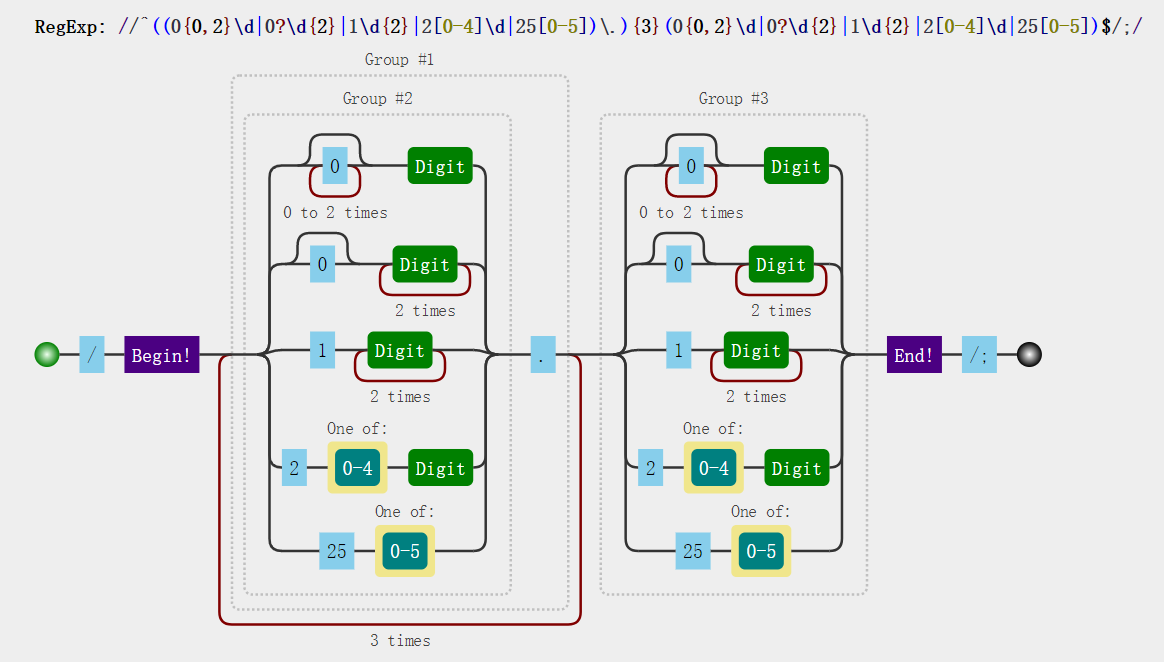 RegExp: //^((0{0,2}\d|0?\d{2}|1\d{2}|2[0-4]\d|25[0-5])\.){3}(0{0,2}\d|0?\d{2}|1\d{2}|2[0-4]\d|25[0-5])$/;/
Group #1
Group #2 Group #3
0 Digit 0 Digit
0 to 2 times 0 to 2 times
0 Digit 0 Digit
2 times 2 times
1 Digit 1 Digit
/ Begin! . End! /;
2 times 2 times
One of: One of:
2 0-4 Digit 2 0-4 Digit
One of: One of:
25 0-5 25 0-5
3 times